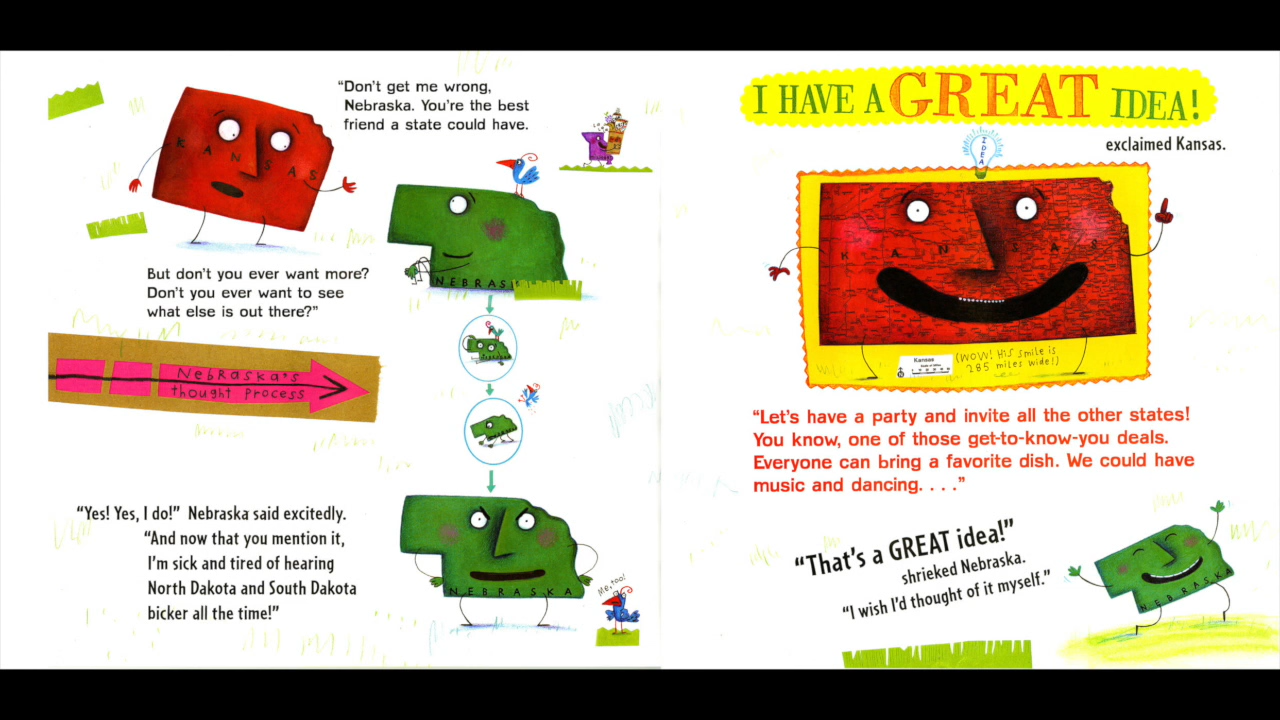 "Don't get me wrong,
Nebraska. You're the best
friend a state could have.
KANSAS
But don't you ever want more?
Don't you ever want to see
what else is out there?"
NEBRAS
NebRaska's
thought process
"Yes! Yes, I do!" Nebraska said excitedly.
"And now that you mention it,
I'm sick and tired of hearing
North Dakota and South Dakota
bicker all the time!"
NEBRASKA
Me, too!
I HAVE A GREAT IDEA!
exclaimed Kansas.
IDEA
KANSAS
Kansas
(WOW! His smile is
285 miles wide!)
"Let's have a party and invite all the other states!
You know, one of those get-to-know-you deals.
Everyone can bring a favorite dish. We could have
music and dancing. . . ."
"That's a GREAT idea!"
shrieked Nebraska.
"I wish I'd thought of it myself."
NEBRASKA